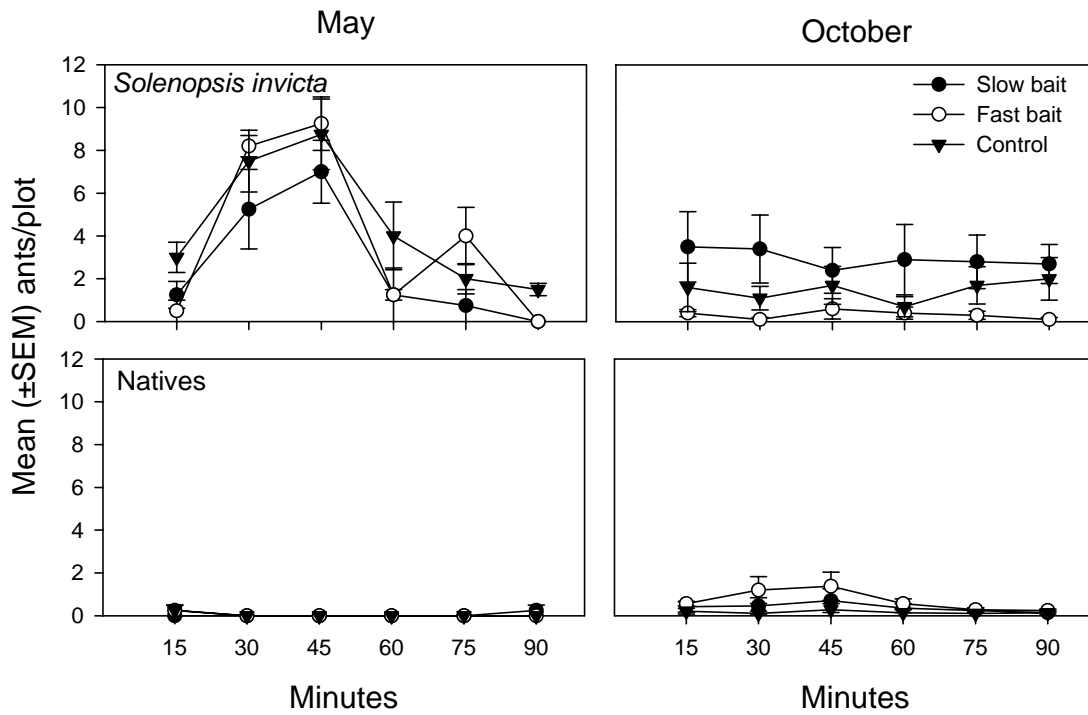 May
October
12
10
8
6
4
2
0
Solenopsis invicta
Slow bait
Fast bait
Control
Mean (±SEM) ants/plot
12
10
8
6
4
2
0
Natives
15 30 45 60 75 90
15 30 45 60 75 90
Minutes
Minutes